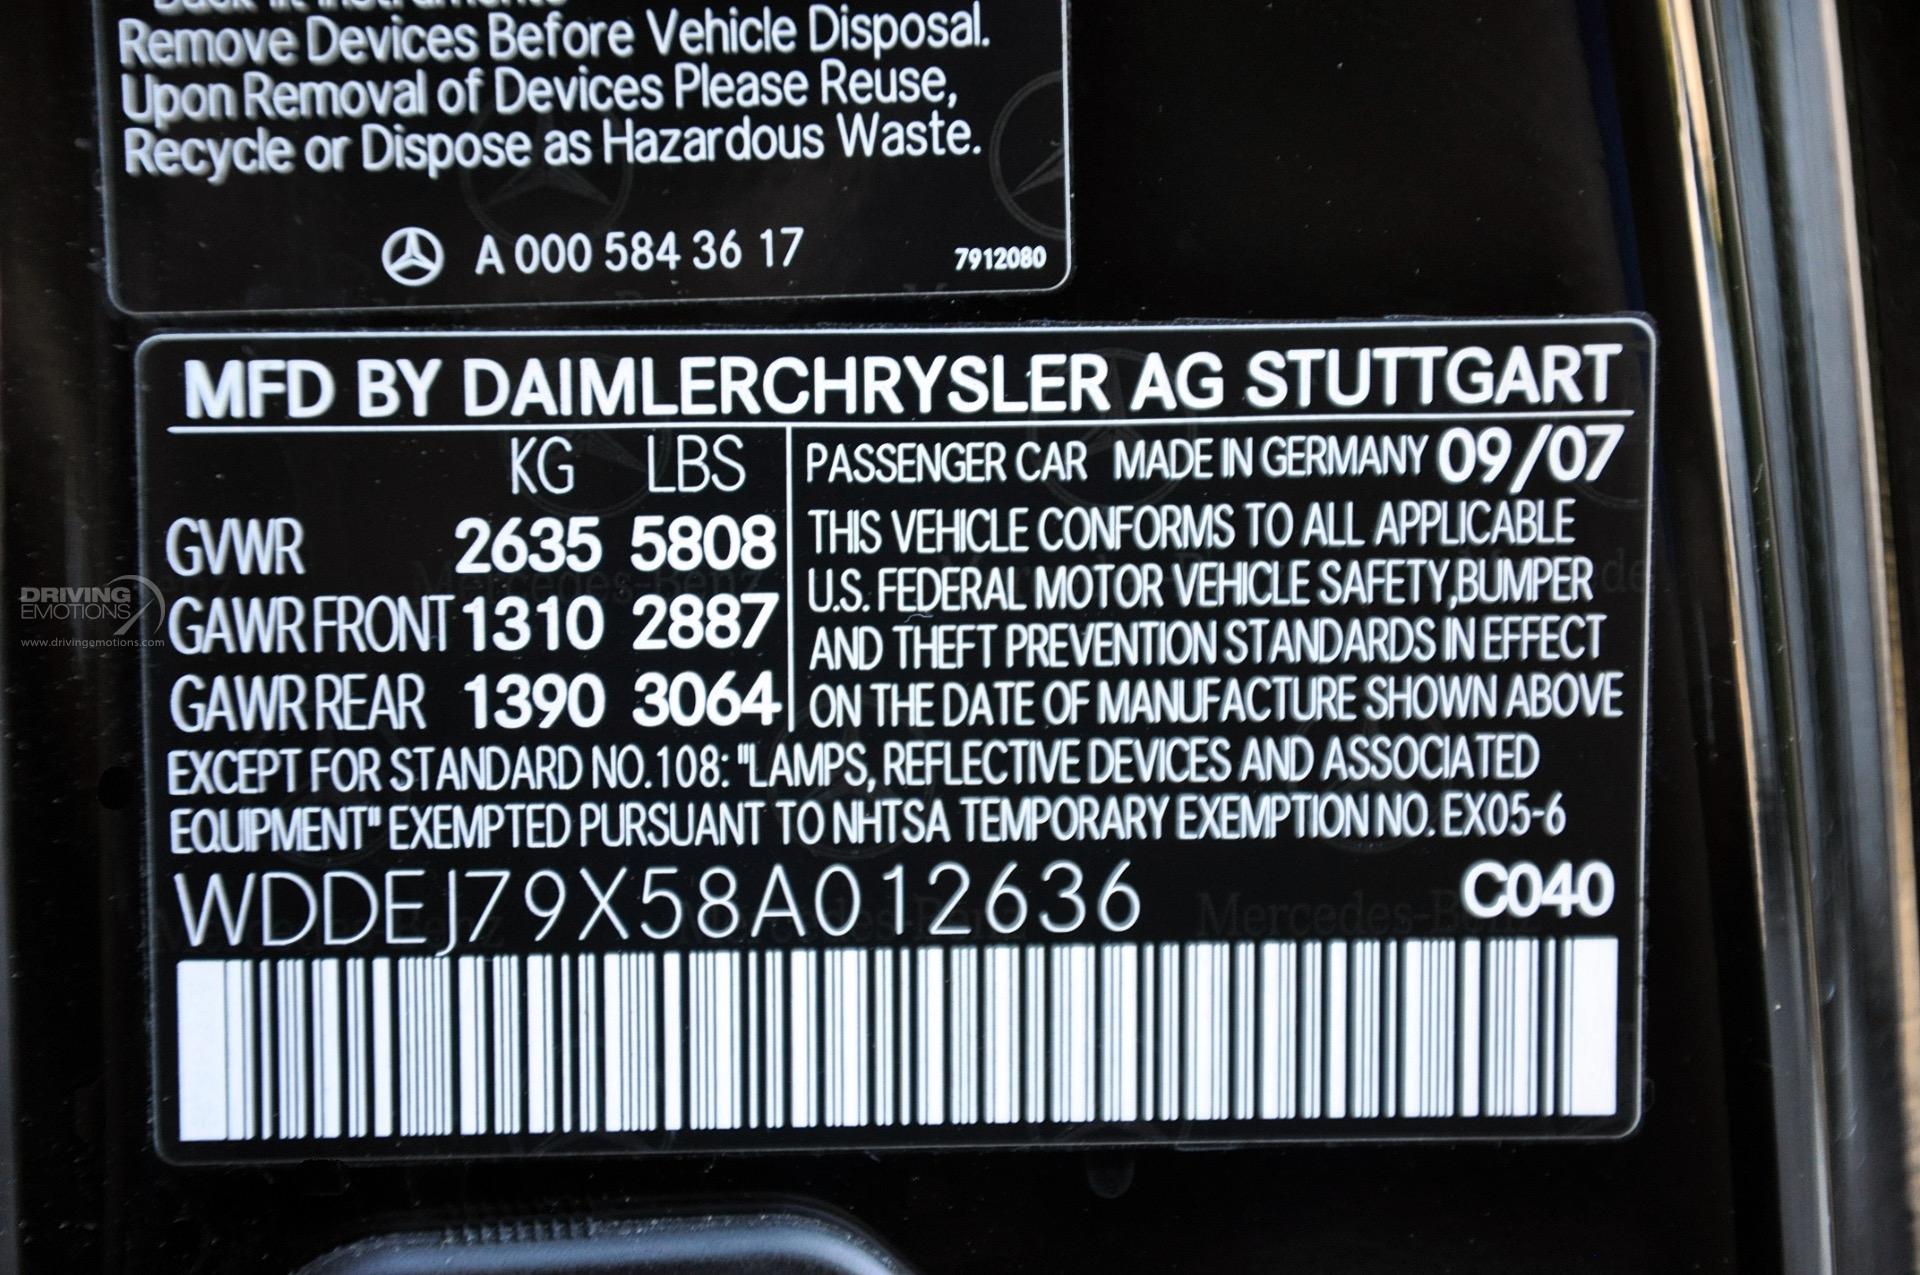 Remove Devices Before Vehicle Disposal.
Upon Removal of Devices Please Reuse,
Recycle or Dispose as Hazardous Waste.
A 000 584 36 17
7912080
MFD BY DAIMLERCHRYSLER AG STUTTGART
KG LBS
GVWR 2635 5808
GAWR FRONT 1310 2887
GAWR REAR 1390 3064
PASSENGER CAR MADE IN GERMANY 09/07
THIS VEHICLE CONFORMS TO ALL APPLICABLE
U.S. FEDERAL MOTOR VEHICLE SAFETY,BUMPER
AND THEFT PREVENTION STANDARDS IN EFFECT
ON THE DATE OF MANUFACTURE SHOWN ABOVE
EXCEPT FOR STANDARD NO.108: "LAMPS, REFLECTIVE DEVICES AND ASSOCIATED
EQUIPMENT" EXEMPTED PURSUANT TO NHTSA TEMPORARY EXEMPTION NO. EX05-6
WDDEJ79X58A012636
C040
Mercedes-Benz
DRIVING
EMOTIONS
www.drivingemotions.com